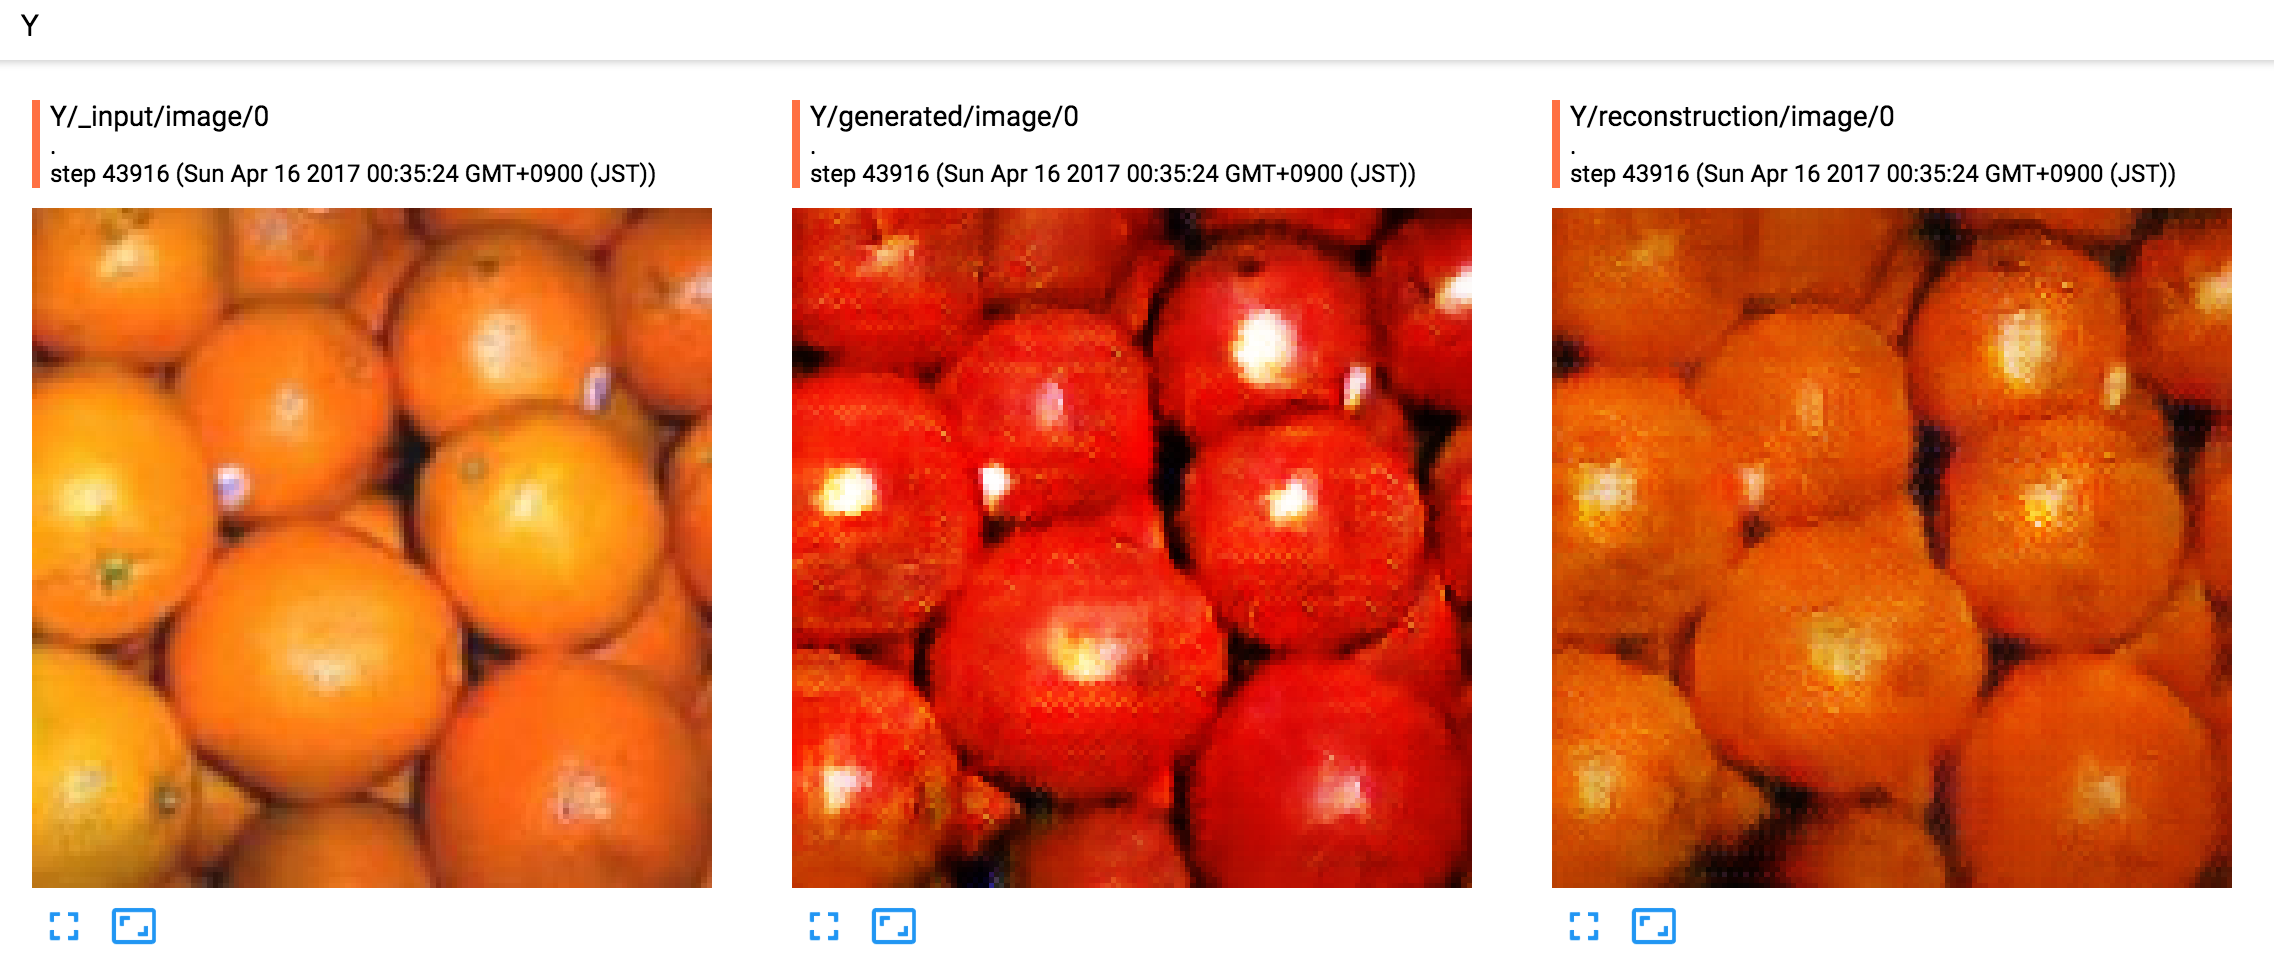 Y
Y/_input/image/0
.
step 43916 (Sun Apr 16 2017 00:35:24 GMT+0900 (JST))
Y/generated/image/0
.
step 43916 (Sun Apr 16 2017 00:35:24 GMT+0900 (JST))
Y/reconstruction/image/0
.
step 43916 (Sun Apr 16 2017 00:35:24 GMT+0900 (JST))